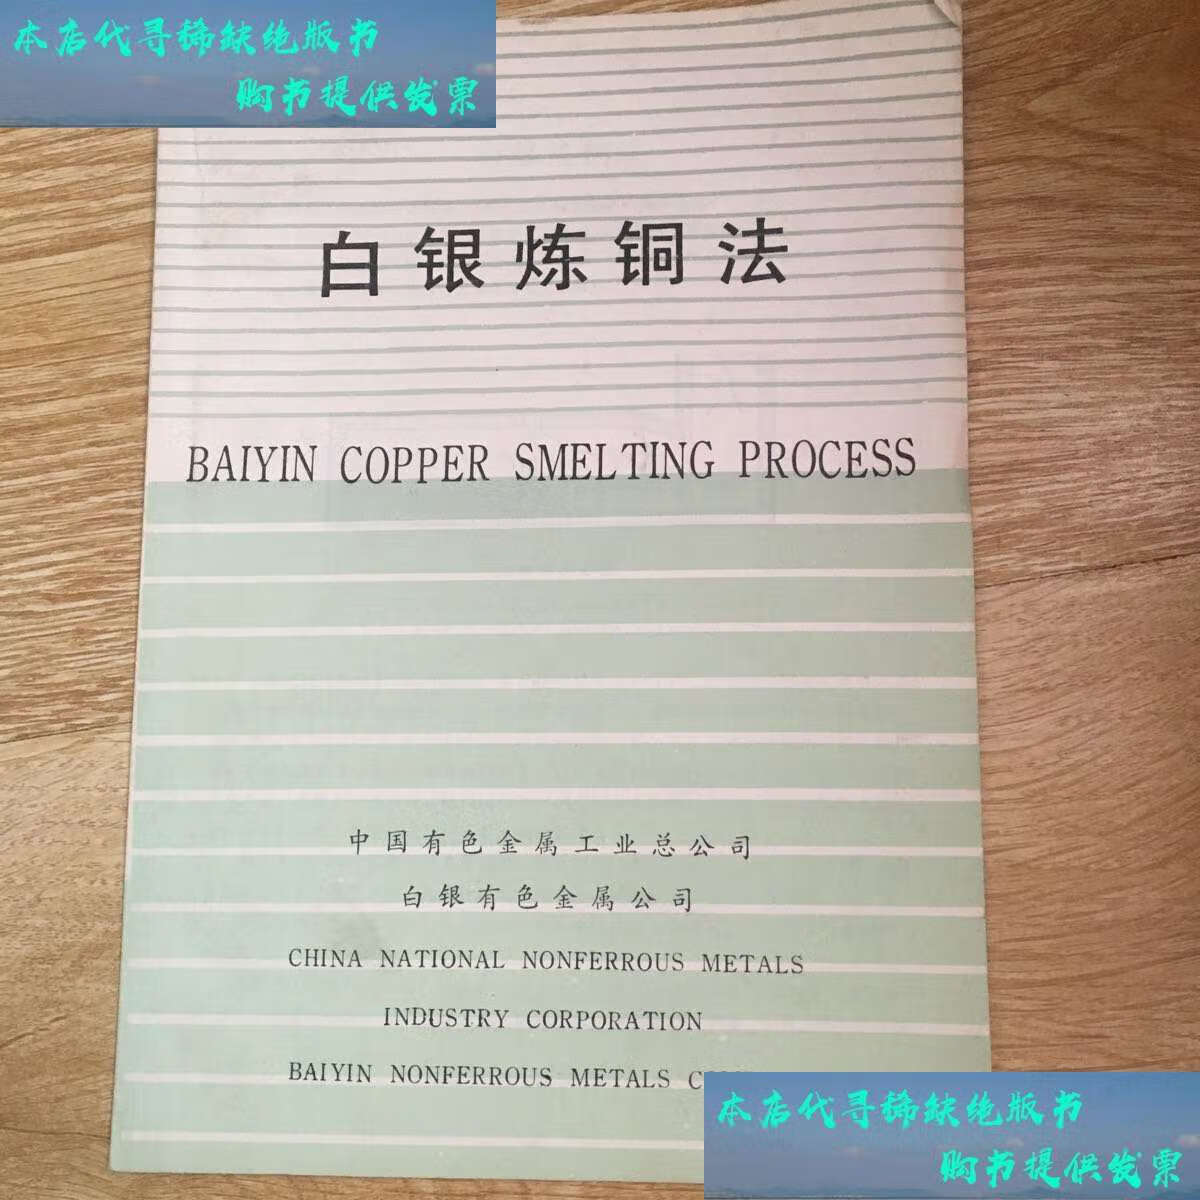 本店代寻稀缺绝版书
购书提供发票
白银炼铜法
BAIYIN COPPER SMELTING PROCESS
中国有色金属工业总公司
白银有色金属公司
CHINA NATIONAL NONFERROUS METALS
INDUSTRY CORPORATION
BAIYIN NONFERROUS METALS
本店代寻稀缺绝版书
购书提供发票